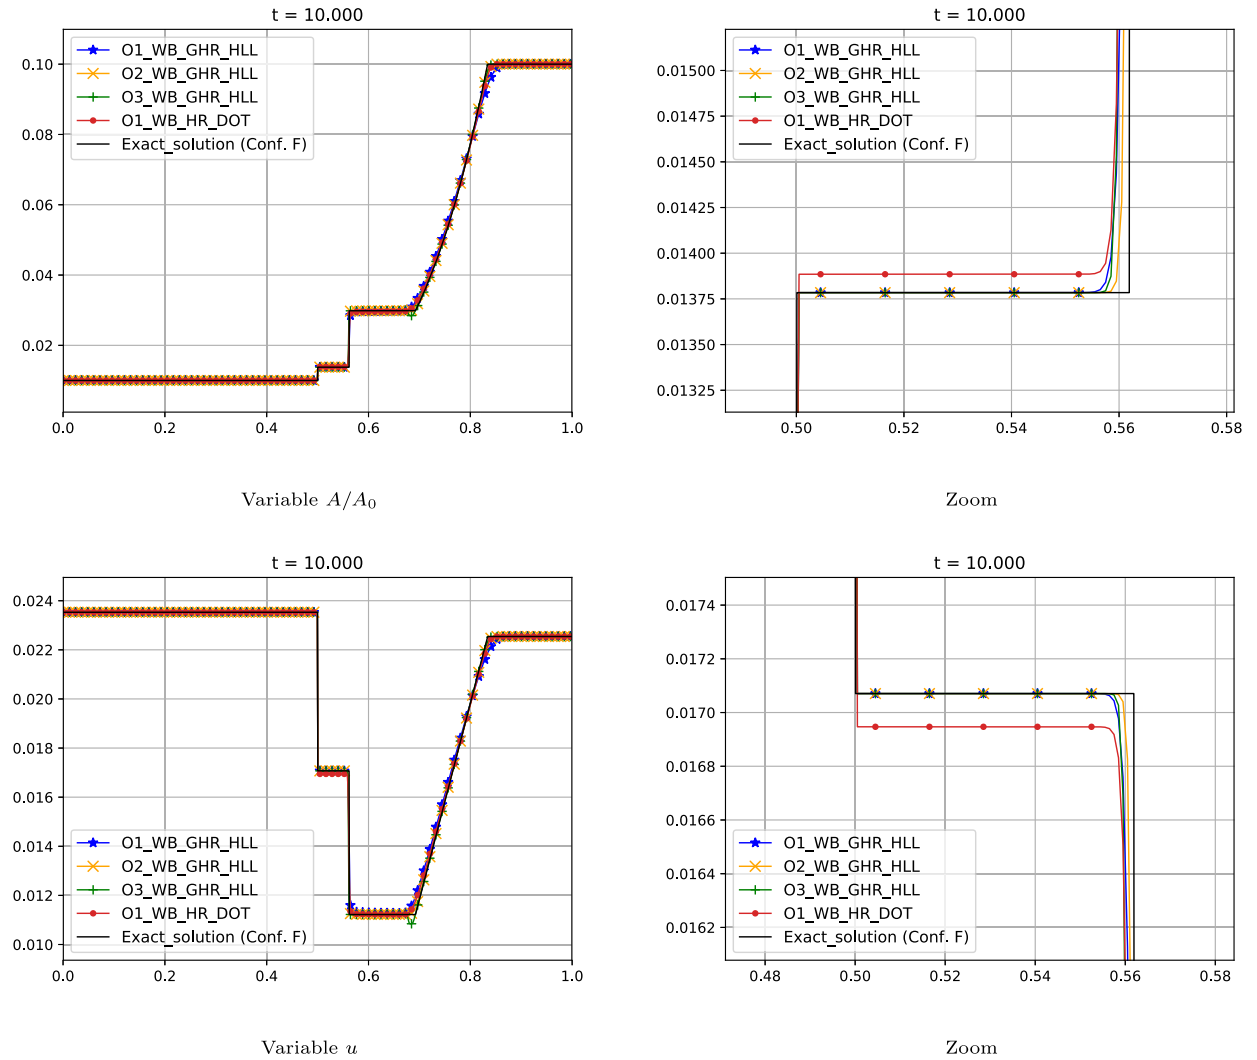 t = 10.000
O1_WB_GHR_HLL
O2_WB_GHR_HLL
O3_WB_GHR_HLL
O1_WB_HR_DOT
Exact_solution (Conf. F)
0.10
0.08
0.06
0.04
0.02
0.0 0.2 0.4 0.6 0.8 1.0
Variable A/A₀
t = 10.000
O1_WB_GHR_HLL
O2_WB_GHR_HLL
O3_WB_GHR_HLL
O1_WB_HR_DOT
Exact_solution (Conf. F)
0.01500
0.01475
0.01450
0.01425
0.01400
0.01375
0.01350
0.01325
0.50 0.52 0.54 0.56 0.58
Zoom
t = 10.000
0.024
0.022
0.020
0.018
0.016
0.014
0.012
0.010
O1_WB_GHR_HLL
O2_WB_GHR_HLL
O3_WB_GHR_HLL
O1_WB_HR_DOT
Exact_solution (Conf. F)
0.0 0.2 0.4 0.6 0.8 1.0
Variable u
t = 10.000
0.0174
0.0172
0.0170
0.0168
0.0166
0.0164
0.0162
O1_WB_GHR_HLL
O2_WB_GHR_HLL
O3_WB_GHR_HLL
O1_WB_HR_DOT
Exact_solution (Conf. F)
0.48 0.50 0.52 0.54 0.56 0.58
Zoom